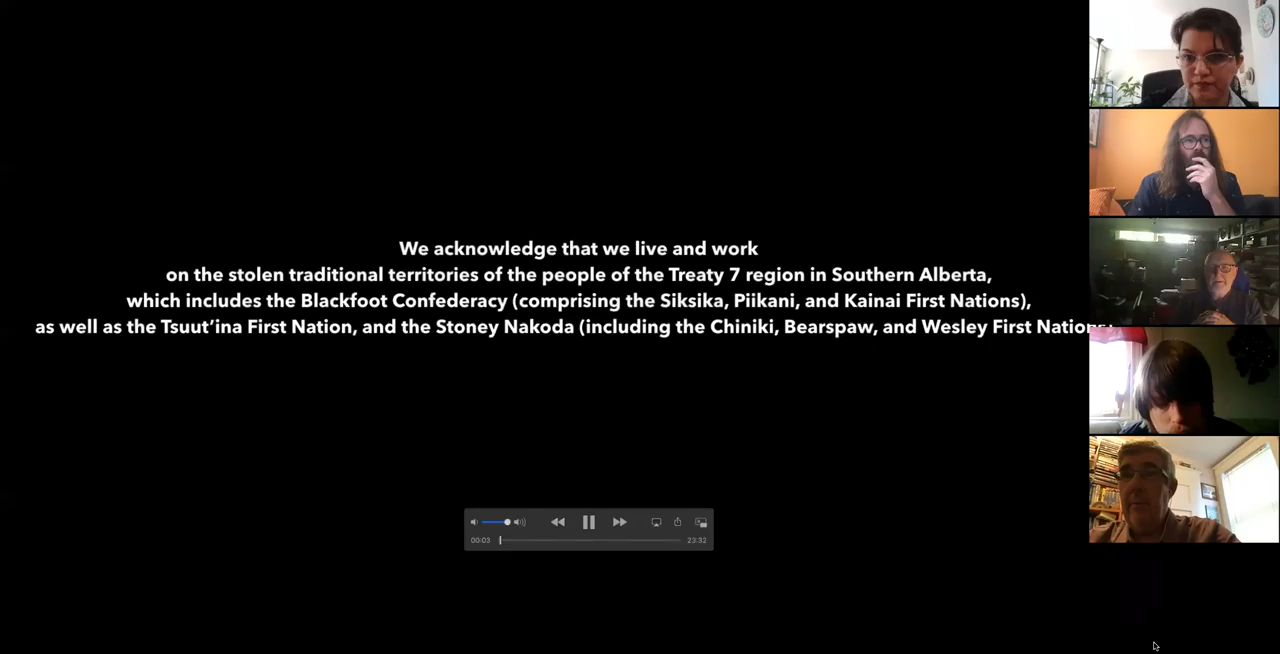 We acknowledge that we live and work
on the stolen traditional territories of the people of the Treaty 7 region in Southern Alberta,
which includes the Blackfoot Confederacy (comprising the Siksika, Piikani, and Kainai First Nations),
as well as the Tsuut’ina First Nation, and the Stoney Nakoda (including the Chiniki, Bearspaw, and Wesley First Nations)
00:03
23:32